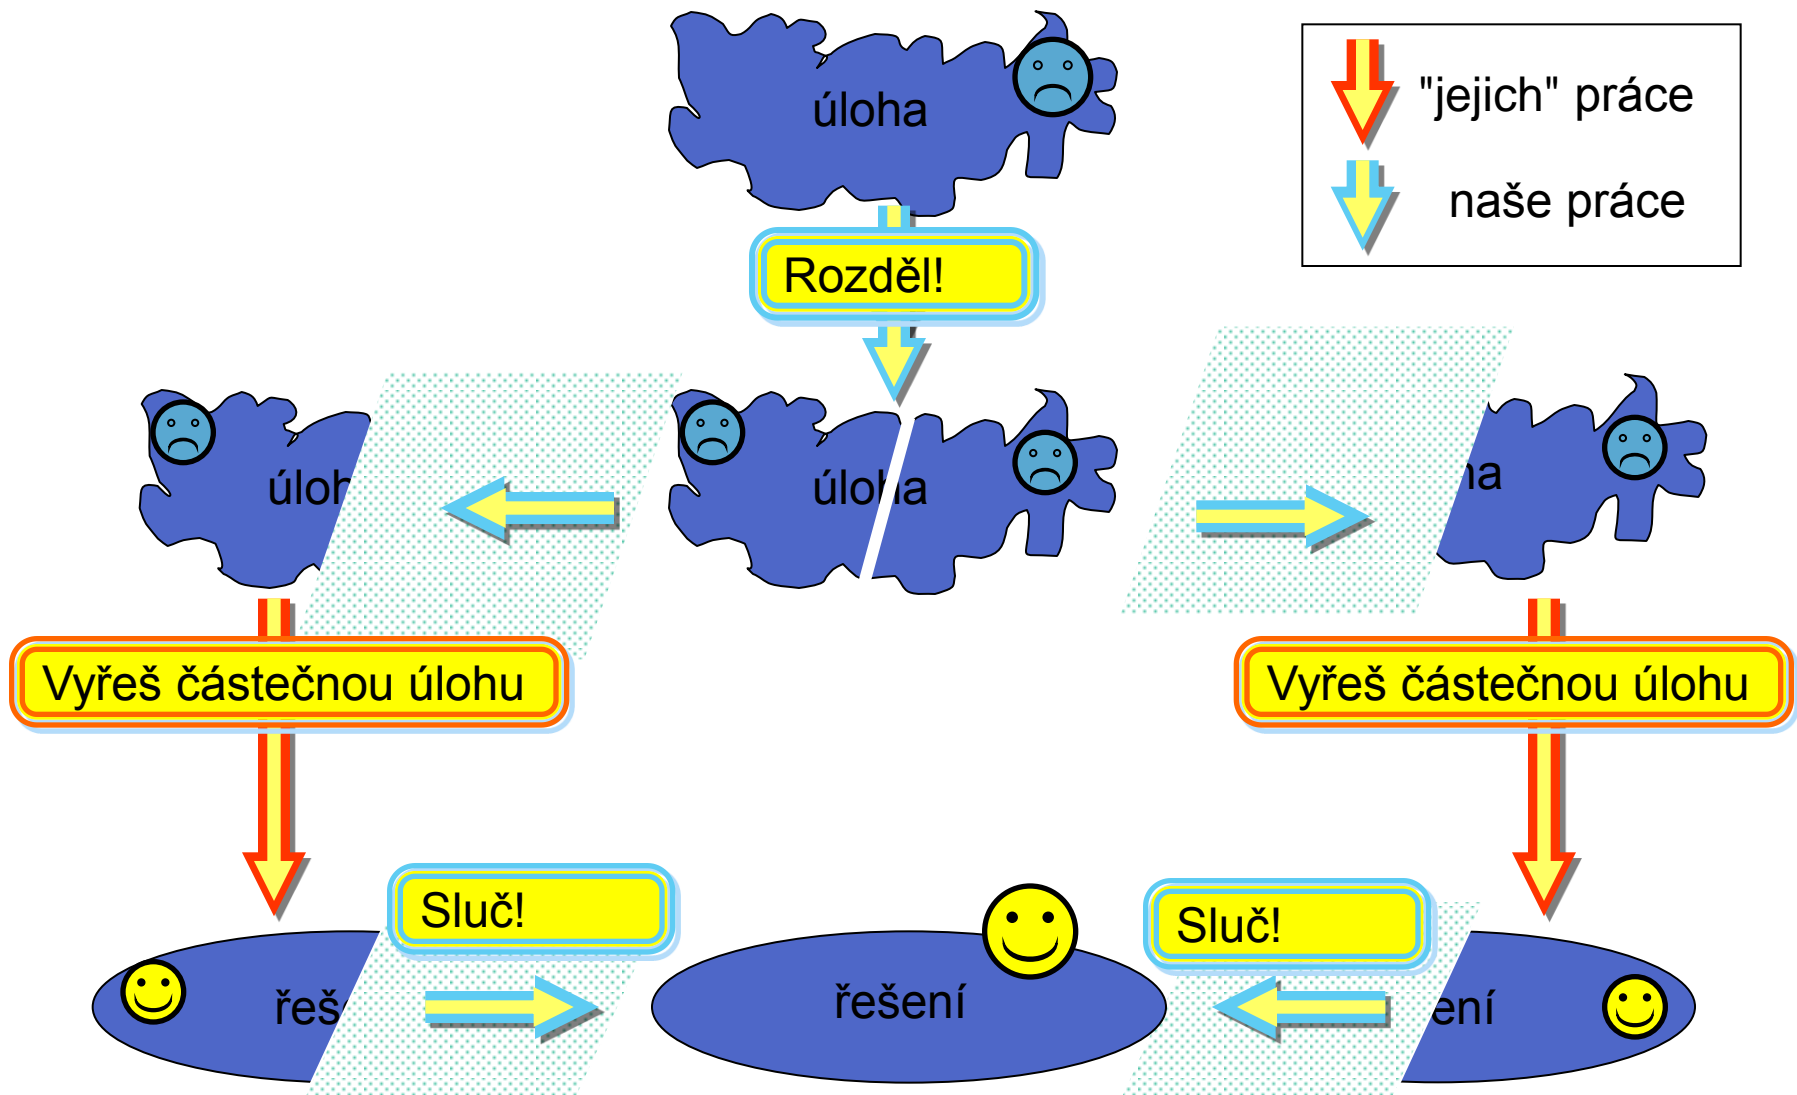 úloha
"jejich" práce
naše práce
Rozděl!
úloh
úloha
ha
Vyřeš částečnou úlohu
Vyřeš částečnou úlohu
Sluč!
Sluč!
řeš
řešení
ení